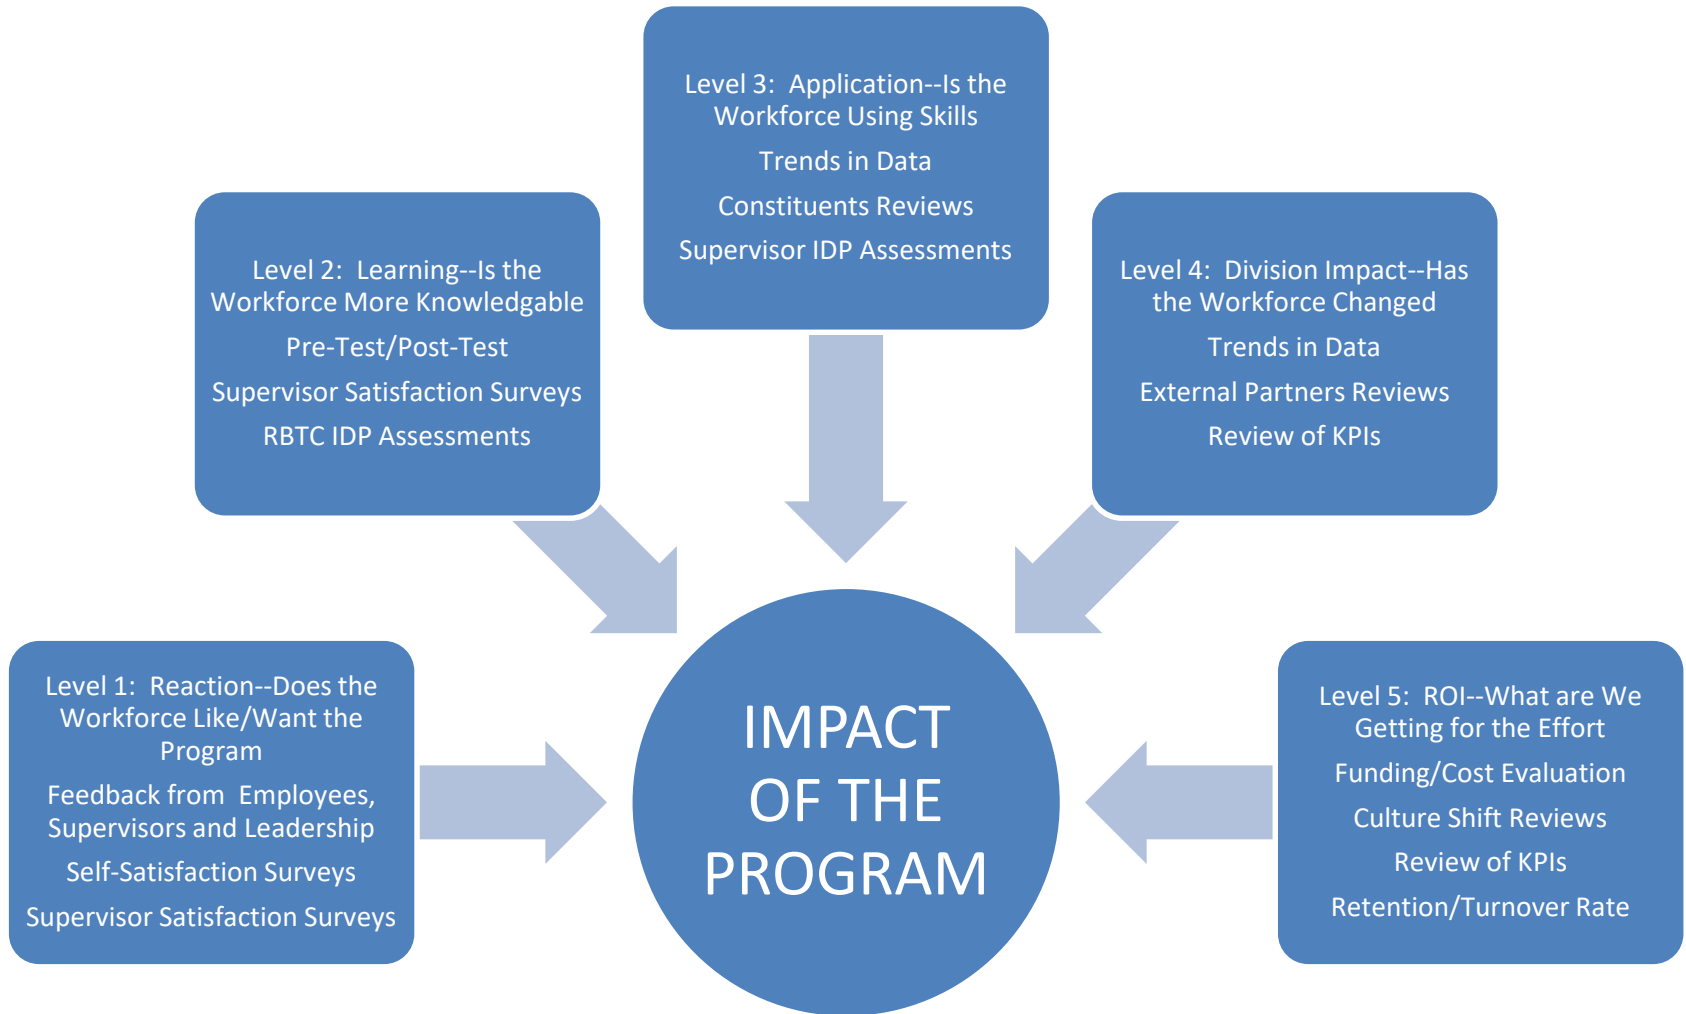 Level 1:  Reaction--Does the
Workforce Like/Want the
Program
Feedback from  Employees,
Supervisors and Leadership
Self-Satisfaction Surveys
Supervisor Satisfaction Surveys
Level 2:  Learning--Is the
Workforce More Knowledgable
Pre-Test/Post-Test
Supervisor Satisfaction Surveys
RBTC IDP Assessments
Level 3:  Application--Is the
Workforce Using Skills
Trends in Data
Constituents Reviews
Supervisor IDP Assessments
Level 4:  Division Impact--Has
the Workforce Changed
Trends in Data
External Partners Reviews
Review of KPIs
Level 5:  ROI--What are We
Getting for the Effort
Funding/Cost Evaluation
Culture Shift Reviews
Review of KPIs
Retention/Turnover Rate
IMPACT
OF THE
PROGRAM